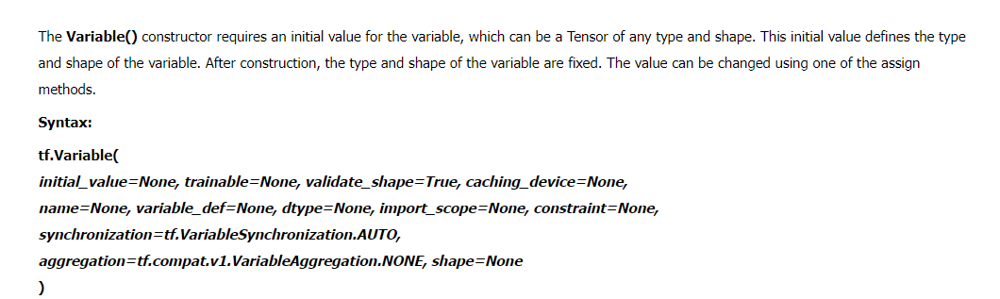 The Variable() constructor requires an initial value for the variable, which can be a Tensor of any type and shape. This initial value defines the type
and shape of the variable. After construction, the type and shape of the variable are fixed. The value can be changed using one of the assign
methods.
Syntax:
tf.Variable(
initial_value=None, trainable=None, validate_shape=True, caching_device=None,
name=None, variable_def=None, dtype=None, import_scope=None, constraint=None,
synchronization=tf.VariableSynchronization.AUTO,
aggregation=tf.compat.v1.VariableAggregation.NONE, shape=None
)